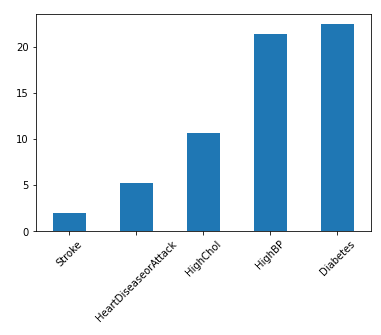 20
15
10
5
0
Stroke
HeartDiseaseorAttack
HighChol
HighBP
Diabetes